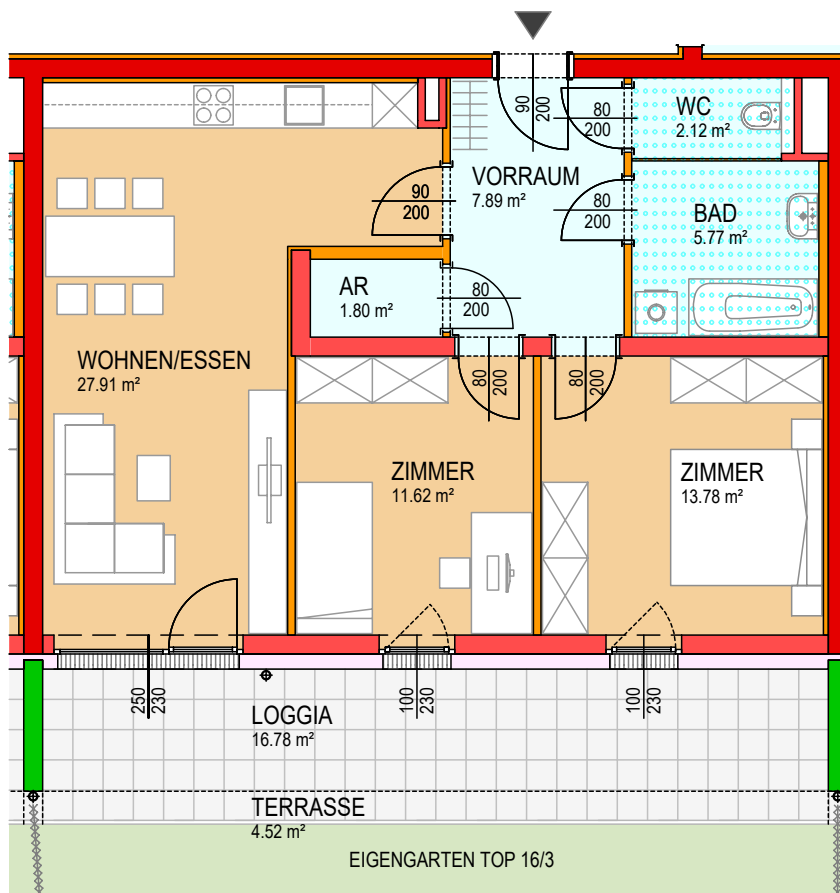 90
200
80
200
WC
2.12 m²
VORRAUM
7.89 m²
90
200
80
200
BAD
5.77 m²
AR
1.80 m²
80
200
WOHNEN/ESSEN
27.91 m²
80
200
80
200
ZIMMER
11.62 m²
ZIMMER
13.78 m²
250
230
100
230
100
230
LOGGIA
16.78 m²
TERRASSE
4.52 m²
EIGENGARTEN TOP 16/3